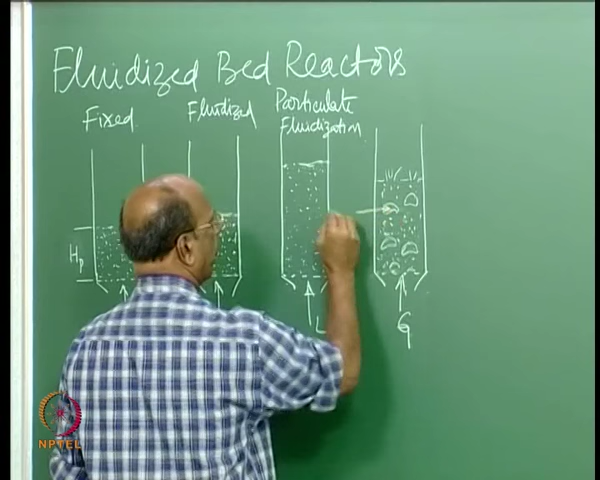 Fluidized Bed Reactors
Fixed Fluidized Particulate
Fluidization
Hp
L
G
NPTEL